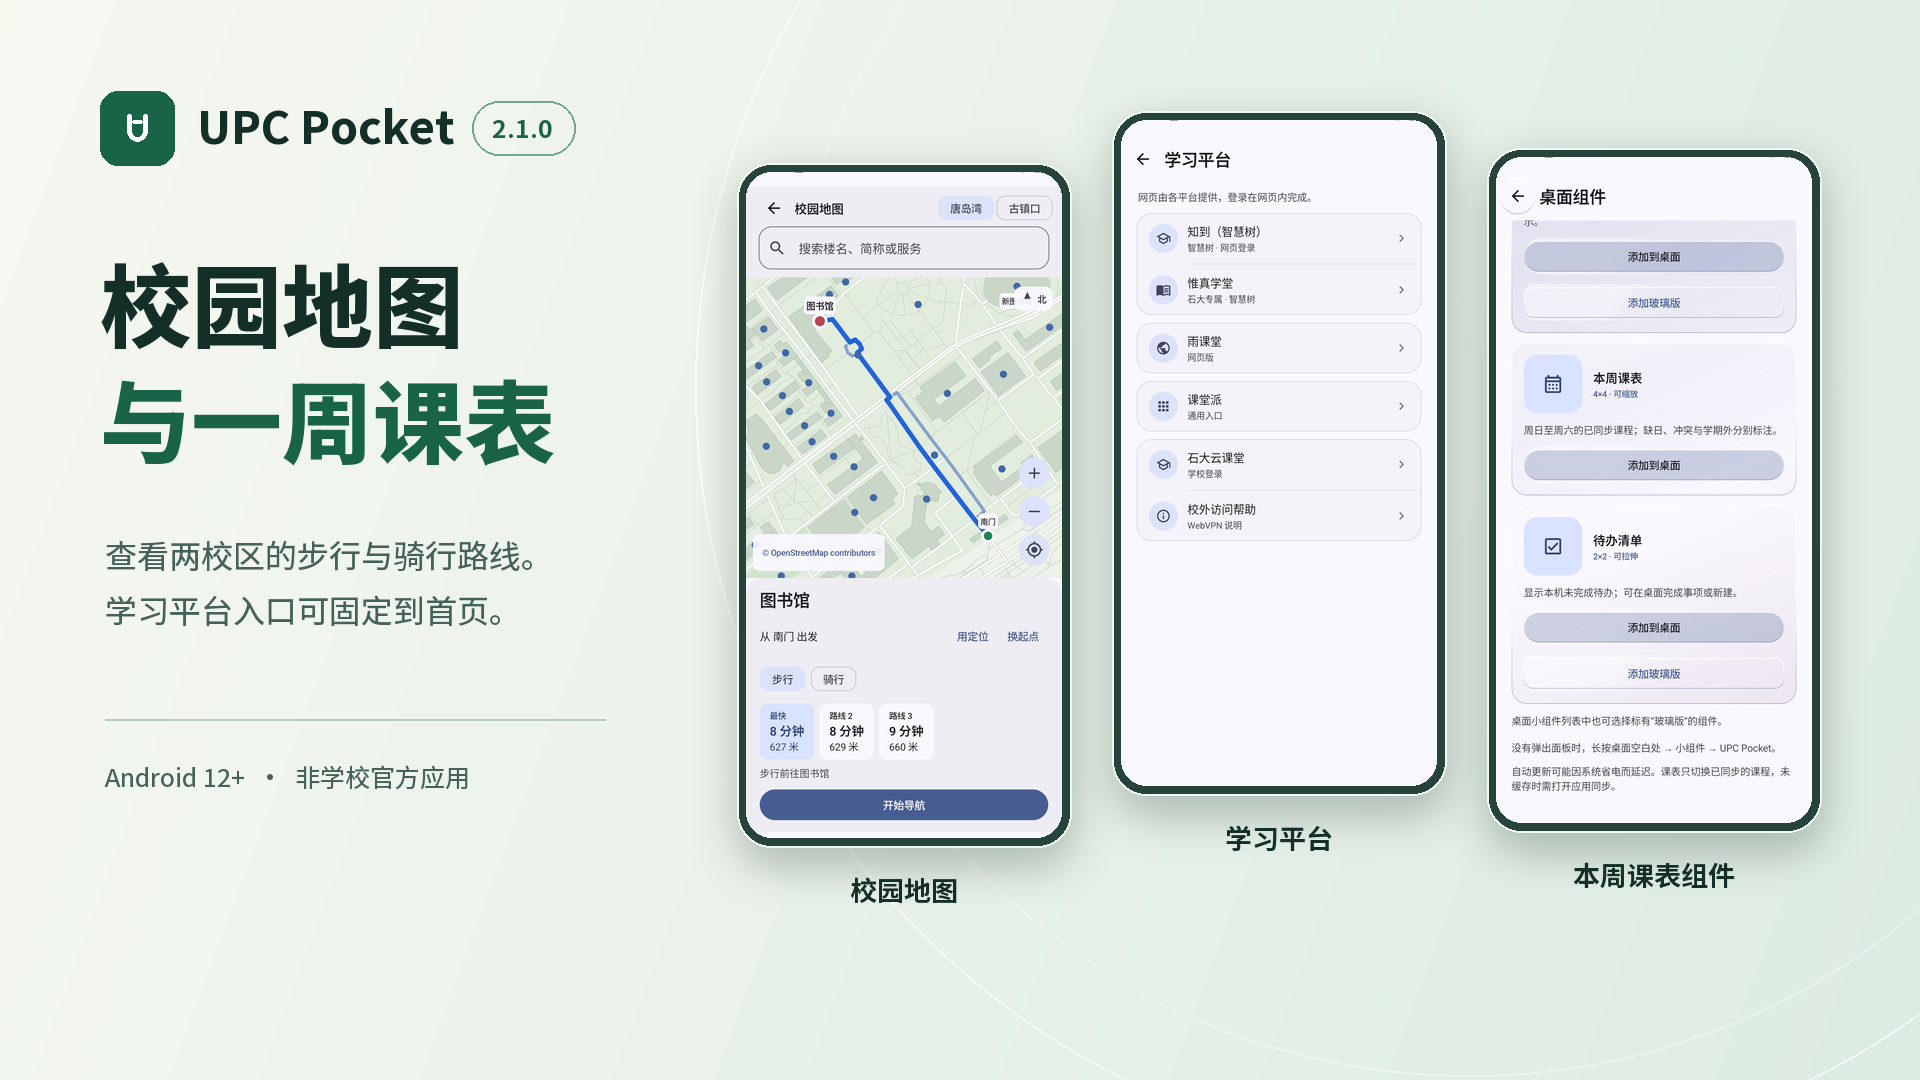 UPC Pocket 2.1.0
校园地图
与一周课表
查看两校区的步行与骑行路线。
学习平台入口可固定到首页。
Android 12+ • 非学校官方应用
校园地图
唐岛湾
古镇口
搜索楼名、简称或服务
图书馆
北
南门
© OpenStreetMap contributors
图书馆
从 南门 出发
用定位
换起点
步行
骑行
最快
8 分钟
627 米
路线 2
8 分钟
629 米
路线 3
9 分钟
660 米
步行前往图书馆
开始导航
校园地图
学习平台
网页由各平台提供，登录在网页内完成。
知到（智慧树）
智慧树 · 网页登录
惟真学堂
石大专属 · 智慧树
雨课堂
网页版
课堂派
通用入口
石大云课堂
学校登录
校外访问帮助
WebVPN 说明
学习平台
桌面组件
示。
添加到桌面
添加玻璃版
本周课表
4×4 · 可缩放
周日至周六的已同步课程；缺日、冲突与学期外分别标注。
添加到桌面
待办清单
2×2 · 可拉伸
显示本机未完成待办；可在桌面完成事项或新建。
添加到桌面
添加玻璃版
桌面小组件列表中也可选择标有“玻璃版”的组件。
没有弹出面板时，长按桌面空白处 → 小组件 → UPC Pocket。
自动更新可能因系统省电而延迟。课表只切换已同步的课程，未
缓存时需打开应用同步。
本周课表组件